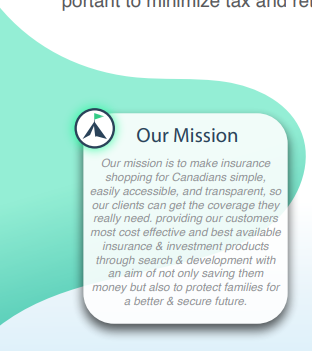 portant to minimize tax and
Our Mission
Our mission is to make insurance
shopping for Canadians simple,
easily accessible, and transparent, so
our clients can get the coverage they
really need. providing our customers
most cost effective and best available
insurance & investment products
through search & development with
an aim of not only saving them
money but also to protect families for
a better & secure future.